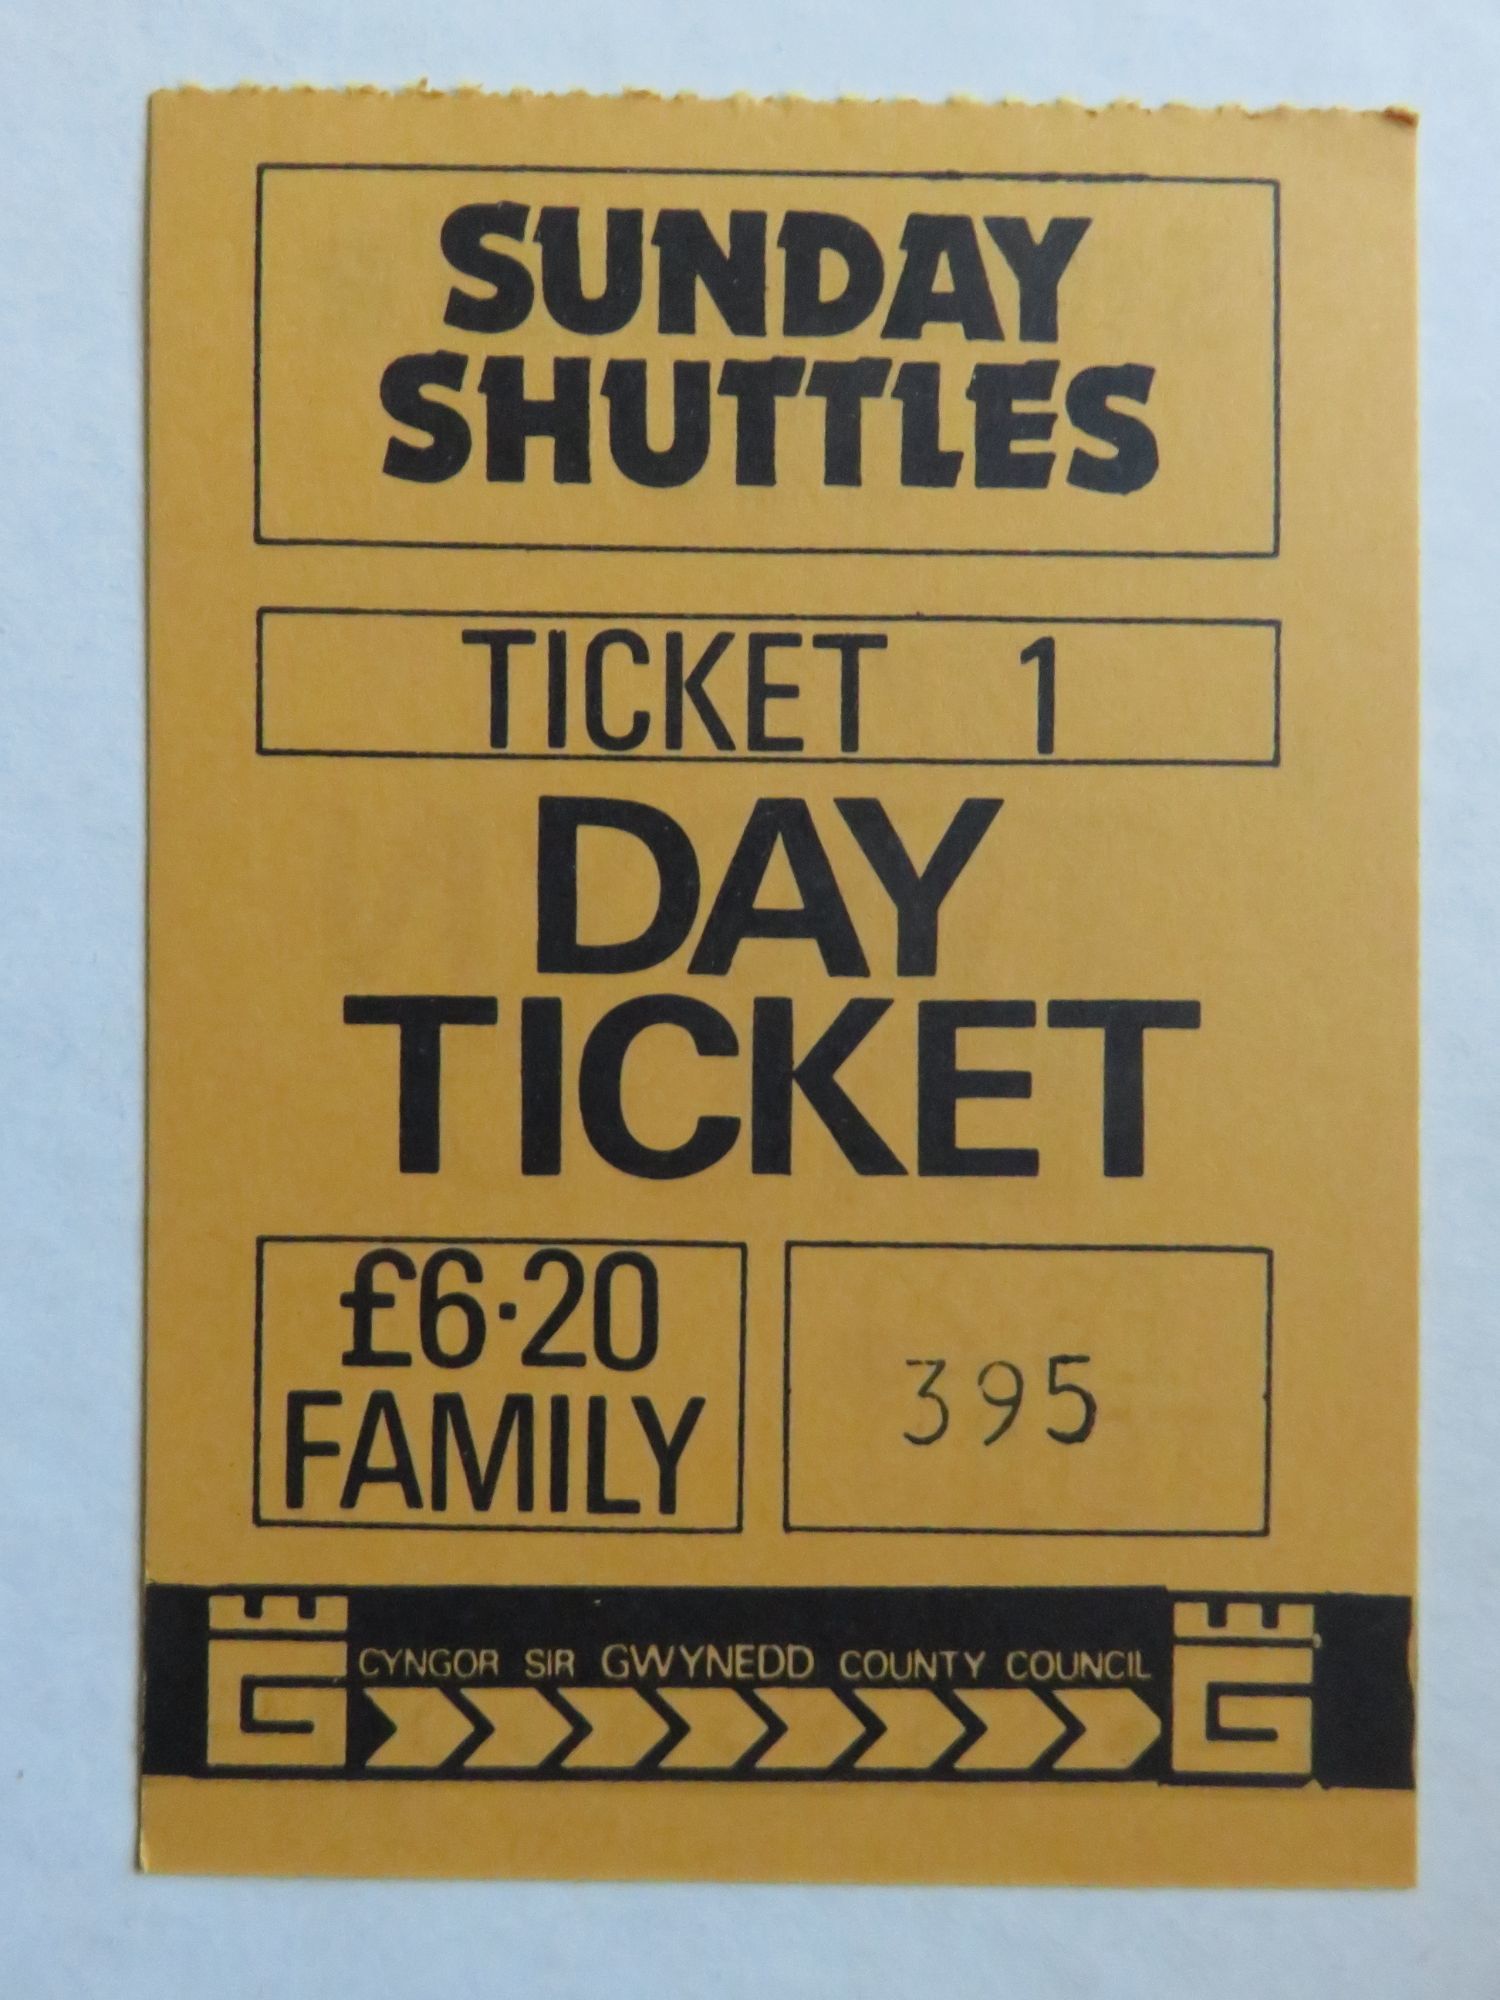 SUNDAY
SHUTTLES
TICKET 1
DAY
TICKET
£6·20
FAMILY
395
CYNGOR SIR GWYNEDD COUNTY COUNCIL